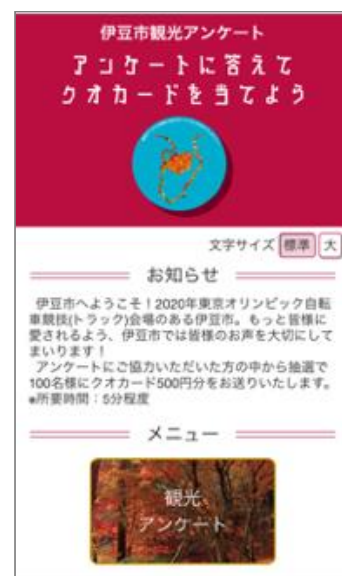 伊豆市観光アンケート
アンケートに答えて
クオカードを当てよう
文字サイズ 標準 大
お知らせ
伊豆市へようこそ！2020年東京オリンピック自転
車競技(トラック)会場のある伊豆市。もっと皆様に
愛されるよう、伊豆市では皆様のお声を大切にして
まいります！
アンケートにご協力いただいた方の中から抽選で
100名様にクオカード500円分をお送りいたします。
※所要時間：5分程度
メニュー
観光
アンケート